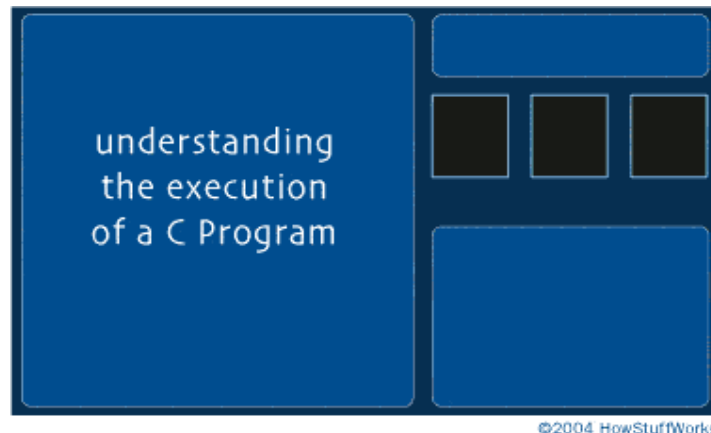 understanding
the execution
of a C Program
©2004 HowStuffWork